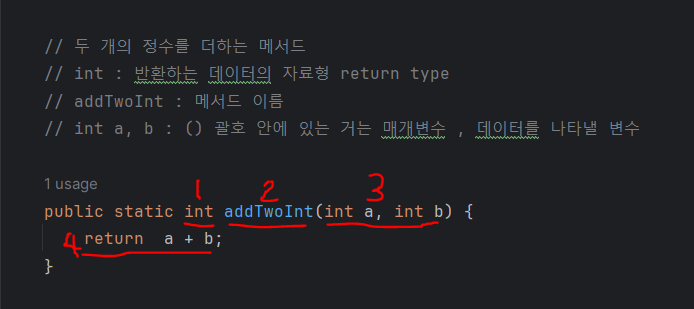 // 두 개의 정수를 더하는 메서드
// int : 반환하는 데이터의 자료형 return type
// addTwoInt : 메서드 이름
// int a, b : () 괄호 안에 있는 거는 매개변수 , 데이터를 나타낼 변수
1 usage
1 2 3
public static int addTwoInt(int a, int b) {
4 return a + b;
}